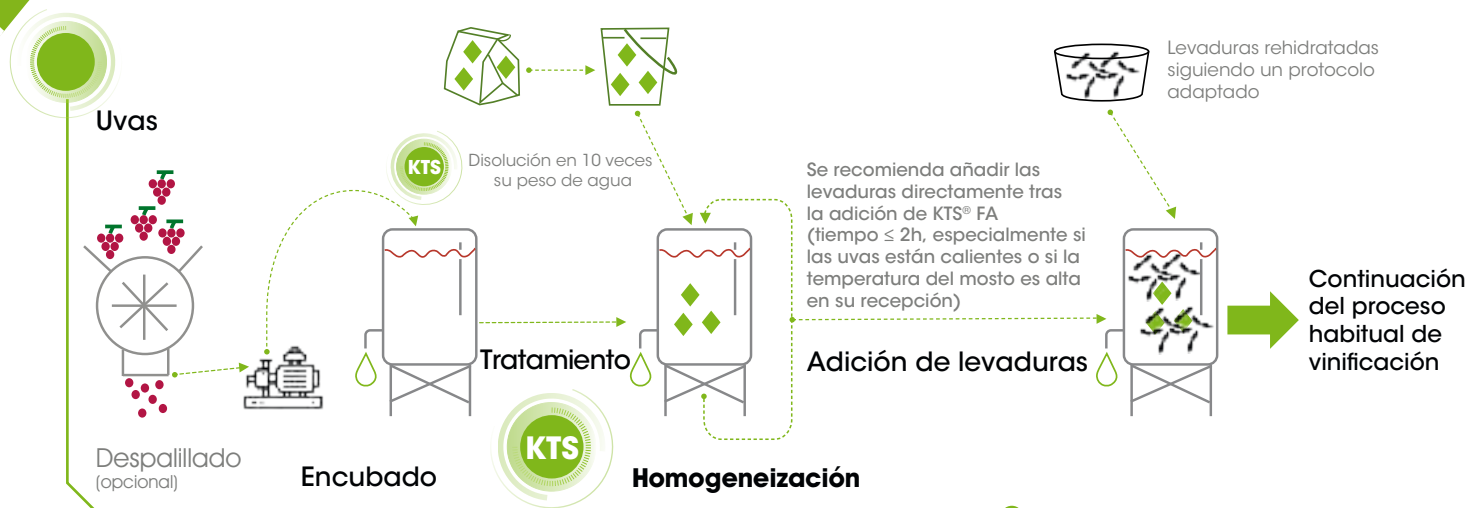 Uvas
KTS
Disolución en 10 veces
su peso de agua
Levaduras rehidratadas
siguiendo un protocolo
adaptado
Se recomienda añadir las
levaduras directamente tras
la adición de KTS® FA
(tiempo ≤ 2h, especialmente si
las uvas están calientes o si la
temperatura del mosto es alta
en su recepción)
Tratamiento
Adición de levaduras
Continuación
del proceso
habitual de
vinificación
Despalillado
(opcional)
Encubado
KTS
Homogeneización